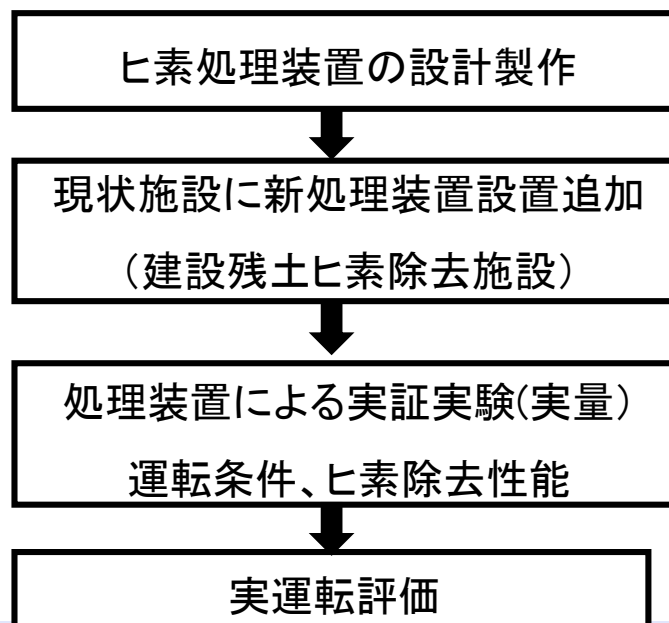 ヒ素処理装置の設計製作
現状施設に新処理装置設置追加
（建設残土ヒ素除去施設）
処理装置による実証実験(実量）
運転条件、ヒ素除去性能
実運転評価